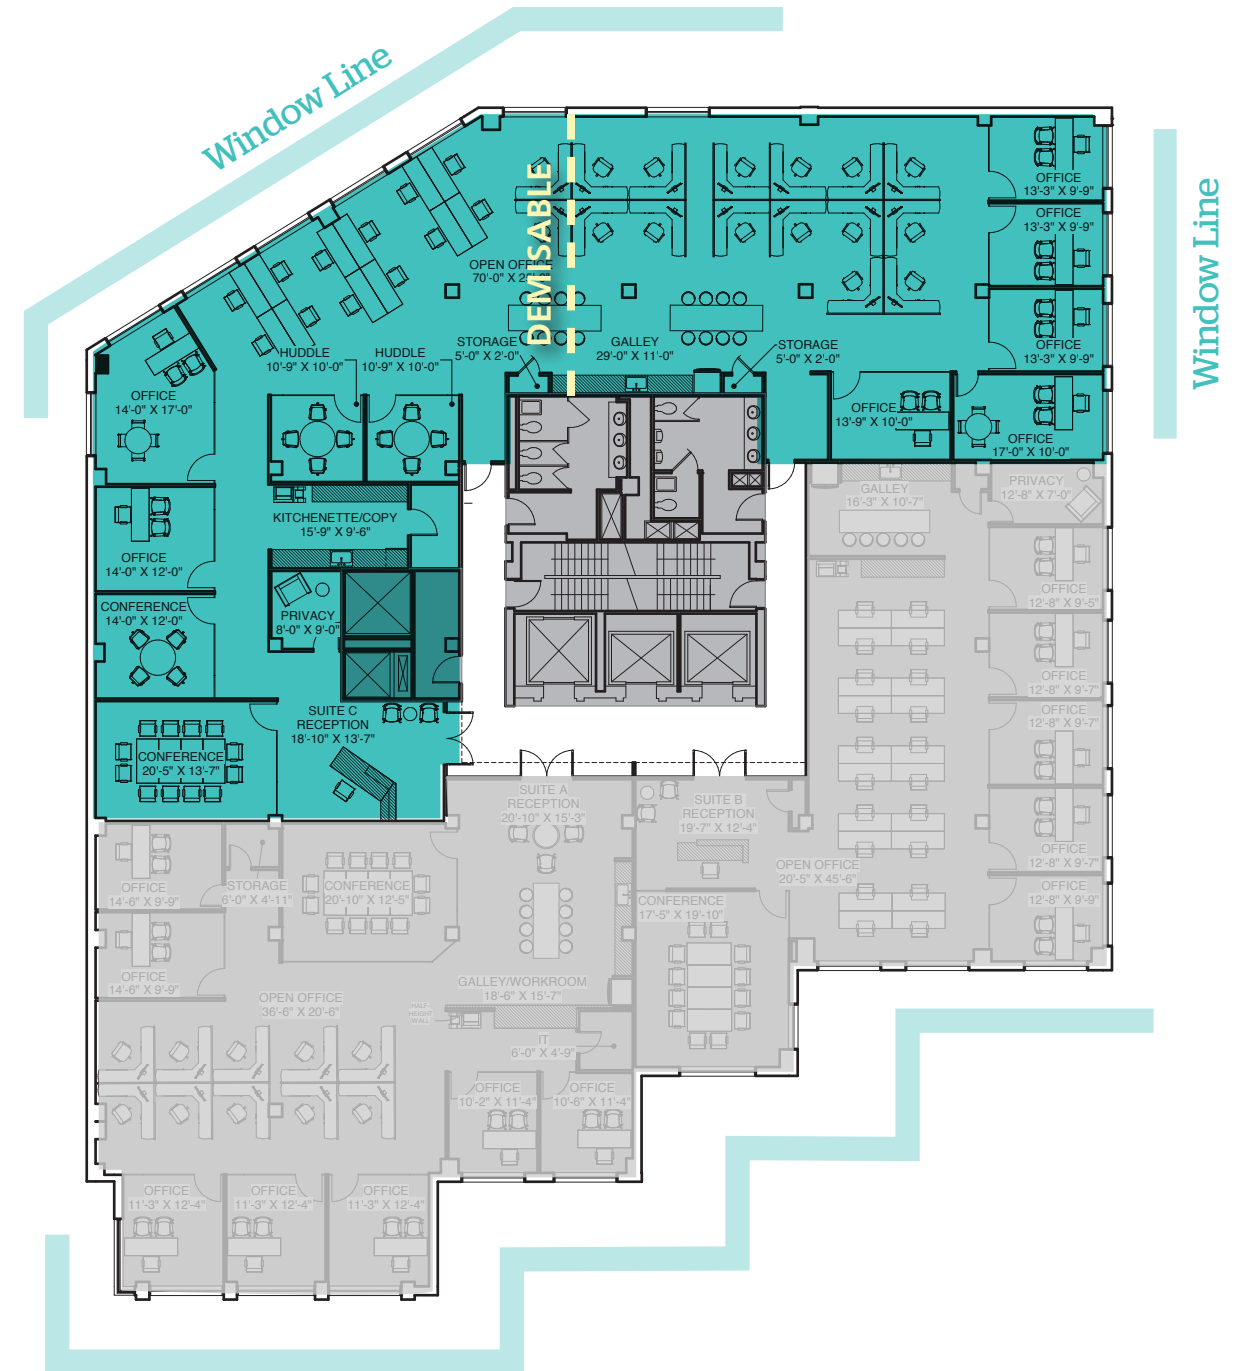 Window Line
Window Line
DEMISABLE
OFFICE
13'-3" X 9'-9"
OFFICE
13'-3" X 9'-9"
OFFICE
13'-3" X 9'-9"
OPEN OFFICE
70'-0" X
HUDDLE
10'-9" X 10'-0"
HUDDLE
10'-9" X 10'-0"
STORAGE
5'-0" X 2'-0"
GALLEY
29'-0" X 11'-0"
STORAGE
5'-0" X 2'-0"
OFFICE
14'-0" X 17'-0"
OFFICE
13'-9" X 10'-0"
OFFICE
17'-0" X 10'-0"
KITCHENETTE/COPY
15'-9" X 9'-6"
OFFICE
14'-0" X 12'-0"
CONFERENCE
14'-0" X 12'-0"
PRIVACY
8'-0" X 9'-0"
SUITE C
RECEPTION
18'-10" X 13'-7"
CONFERENCE
20'-5" X 13'-7"
GALLEY
16'-3" X 10'-7"
PRIVACY
12'-8" X 7'-0"
OFFICE
12'-8" X 9'-5"
OFFICE
12'-8" X 9'-7"
OFFICE
12'-8" X 9'-7"
OFFICE
12'-8" X 9'-7"
OFFICE
12'-8" X 9'-9"
SUITE A
RECEPTION
20'-10" X 15'-3"
SUITE B
RECEPTION
19'-7" X 12'-4"
OPEN OFFICE
20'-5" X 45'-6"
OFFICE
14'-6" X 9'-9"
STORAGE
6'-0" X 4'-11"
CONFERENCE
20'-10" X 12'-5"
CONFERENCE
17'-5" X 19'-10"
OFFICE
14'-6" X 9'-9"
GALLEY/WORKROOM
18'-6" X 15'-7"
OPEN OFFICE
36'-6" X 20'-6"
HALF-
HEIGHT
WALL
IT
6'-0" X 4'-9"
OFFICE
10'-2" X 11'-4"
OFFICE
10'-6" X 11'-4"
OFFICE
11'-3" X 12'-4"
OFFICE
11'-3" X 12'-4"
OFFICE
11'-3" X 12'-4"